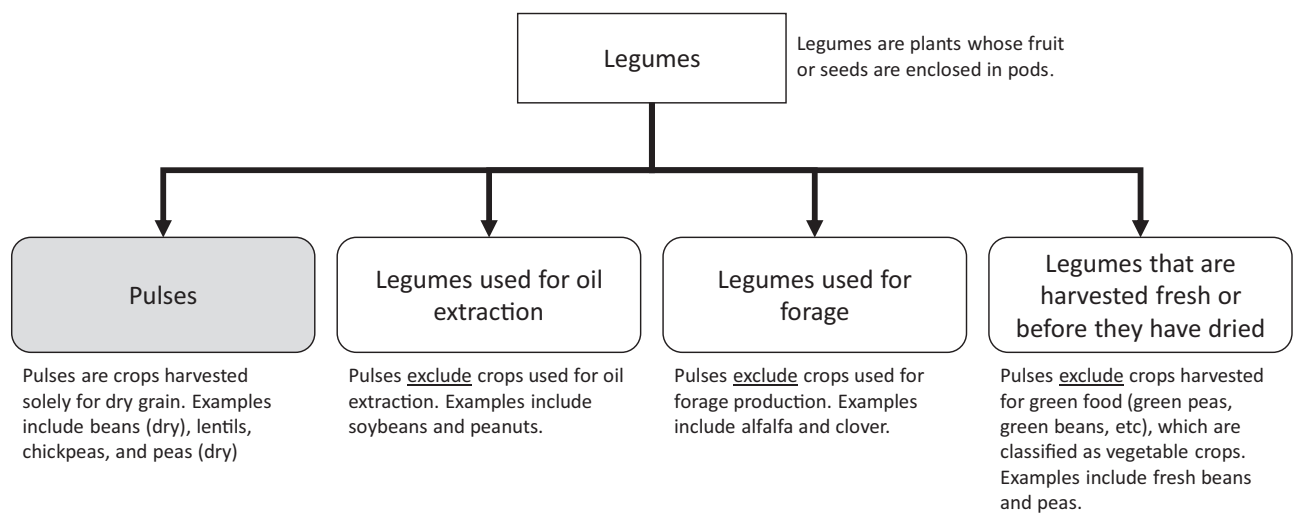 Legumes
Legumes are plants whose fruit
or seeds are enclosed in pods.
Pulses
Pulses are crops harvested
solely for dry grain. Examples
include beans (dry), lentils,
chickpeas, and peas (dry)
Legumes used for oil
extraction
Pulses exclude crops used for oil
extraction. Examples include
soybeans and peanuts.
Legumes used for
forage
Pulses exclude crops used for
forage production. Examples
include alfalfa and clover.
Legumes that are
harvested fresh or
before they have dried
Pulses exclude crops harvested
for green food (green peas,
green beans, etc), which are
classified as vegetable crops.
Examples include fresh beans
and peas.